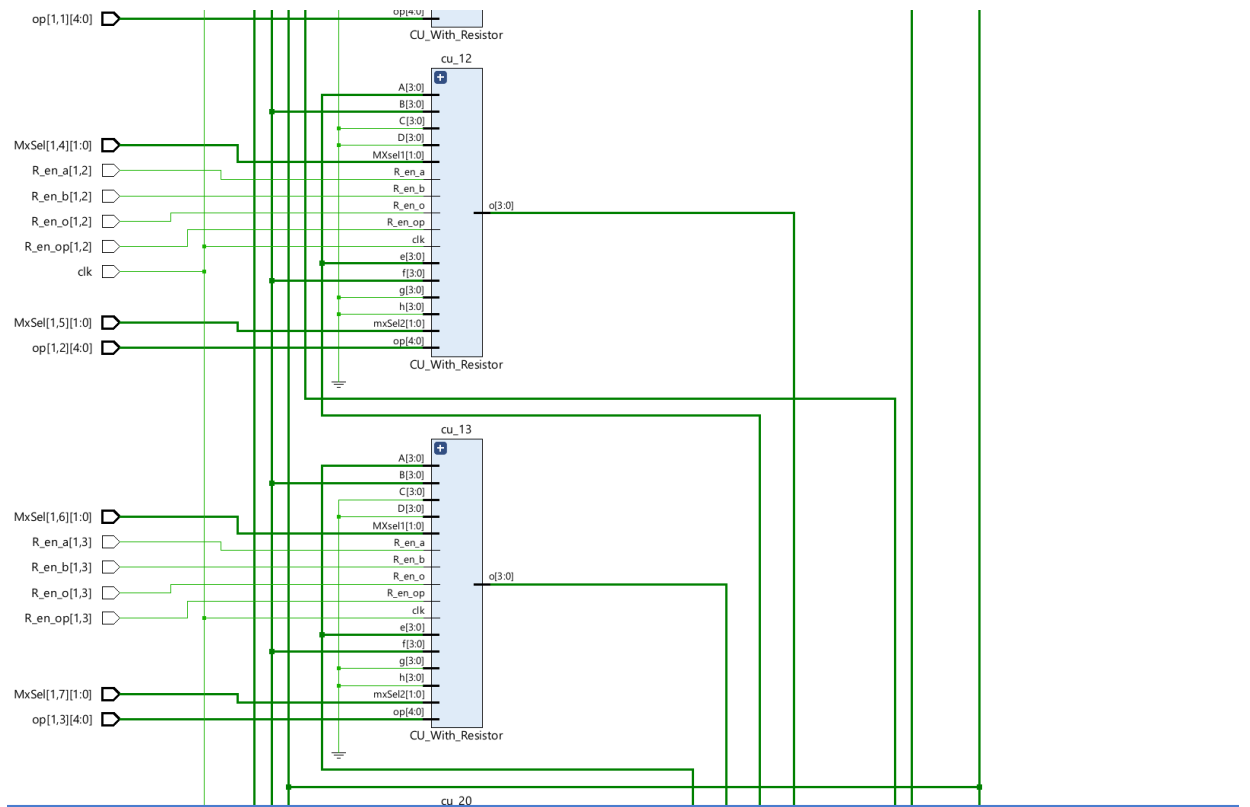 op[1,1][4:0]
op[4:0]
CU_With_Resistor
cu_12
A[3:0]
B[3:0]
C[3:0]
MxSel[1,4][1:0]
D[3:0]
MXsel1[1:0]
R_en_a[1,2]
R_en_a
R_en_b[1,2]
R_en_b
R_en_o[1,2]
R_en_o
o[3:0]
R_en_op[1,2]
R_en_op
clk
clk
e[3:0]
f[3:0]
g[3:0]
h[3:0]
MxSel[1,5][1:0]
mxSel2[1:0]
op[1,2][4:0]
op[4:0]
CU_With_Resistor
cu_13
A[3:0]
B[3:0]
C[3:0]
MxSel[1,6][1:0]
D[3:0]
MXsel1[1:0]
R_en_a[1,3]
R_en_a
R_en_b[1,3]
R_en_b
R_en_o[1,3]
R_en_o
o[3:0]
R_en_op[1,3]
R_en_op
clk
e[3:0]
f[3:0]
g[3:0]
h[3:0]
MxSel[1,7][1:0]
mxSel2[1:0]
op[1,3][4:0]
op[4:0]
CU_With_Resistor
cu_20